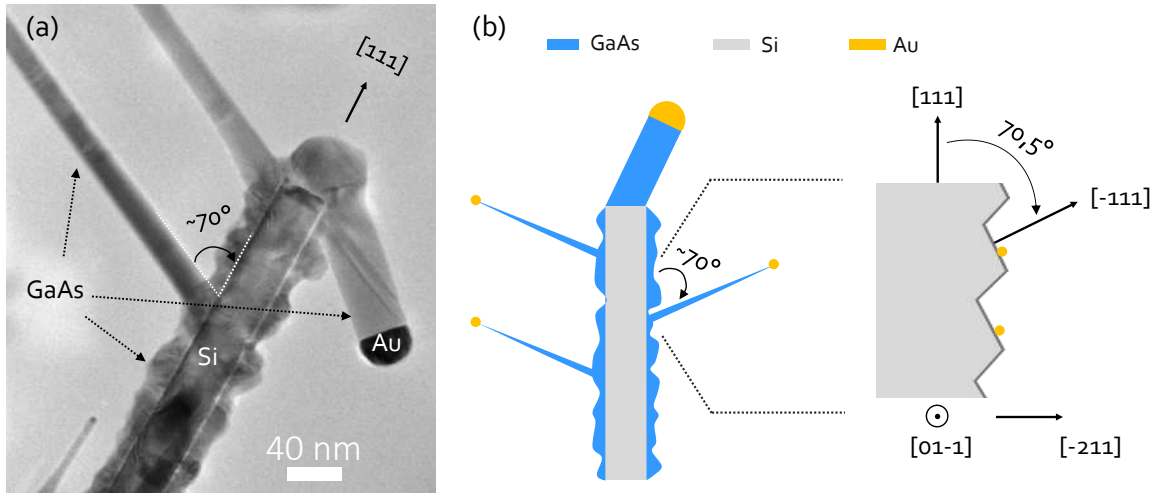 (a)
[111]
~70°
GaAs
Si
Au
40 nm
(b)
GaAs
Si
Au
~70°
[111]
70,5°
[-111]
[01-1]
[-211]